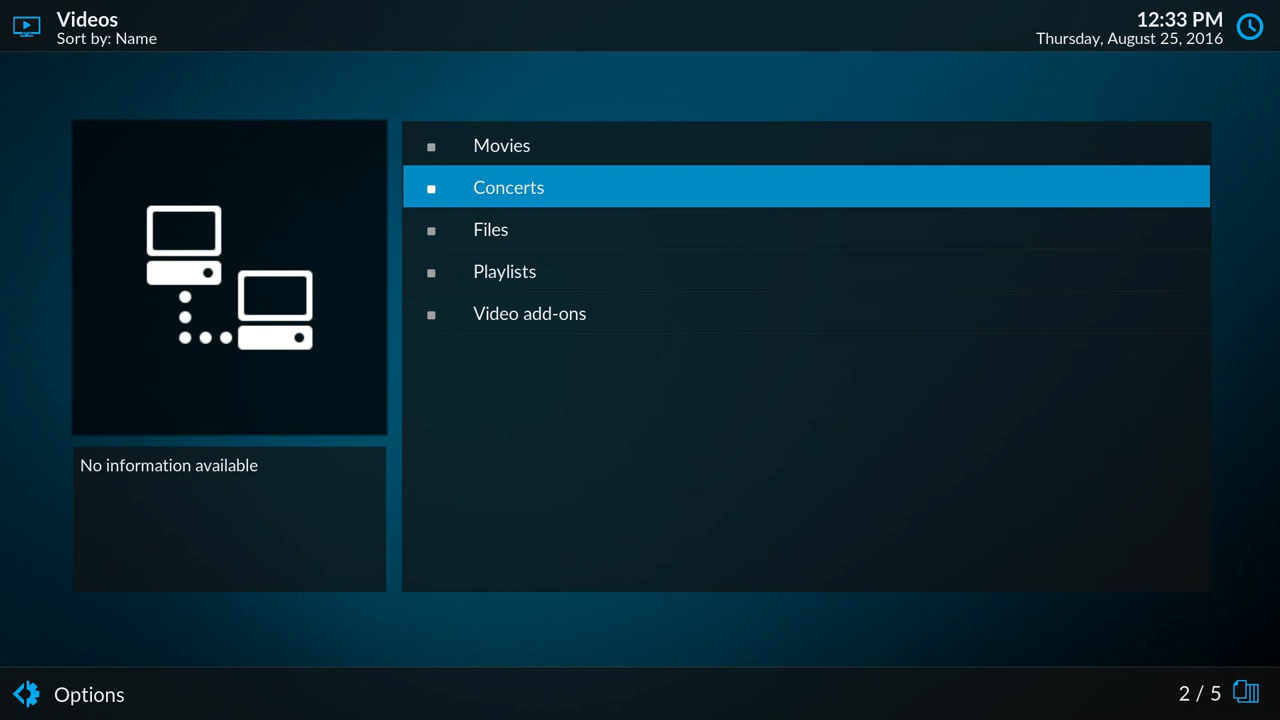 Videos
Sort by: Name
12:33 PM
Thursday, August 25, 2016
Movies
Concerts
Files
Playlists
Video add-ons
No information available
Options
2 / 5